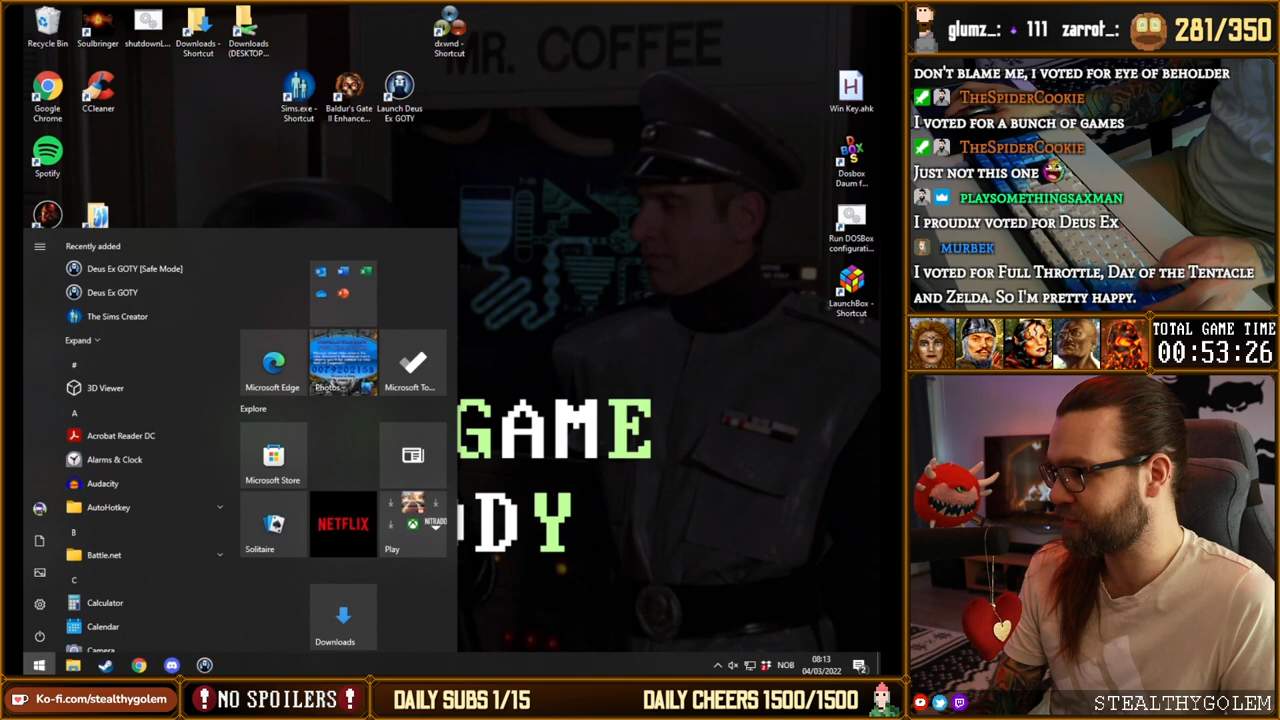 Recycle Bin
Soulbringer
shutdownL...
Downloads - Shortcut
Downloads (DESKTOP...
dxwnd - Shortcut
MR. COFFEE
Google Chrome
CCleaner
Sims.exe - Shortcut
Baldur's Gate II Enhance...
Launch Deus Ex GOTY
Win Key.ahk
Spotify
Dosbox Daum f...
Run DOSBox configurati...
LaunchBox - Shortcut
Recently added
Deus Ex GOTY [Safe Mode]
Deus Ex GOTY
The Sims Creator
Expand
#
3D Viewer
A
Acrobat Reader DC
Alarms & Clock
Audacity
AutoHotkey
B
Battle.net
C
Calculator
Calendar
Camera
Microsoft Edge
0079202158
Photos
Microsoft To...
Explore
Microsoft Store
Solitaire
NETFLIX
NITRADO
Play
Downloads
GAME
DY
NOB
08:13
04/03/2022
2
glumz_: 111 zarrot_: 281/350
DON'T BLAME ME, I VOTED FOR EYE OF BEHOLDER
TheSpiderCookie
I VOTED FOR A BUNCH OF GAMES
TheSpiderCookie
JUST NOT THIS ONE
PLAYSOMETHINGSAXMAN
I PROUDLY VOTED FOR DEUS EX
MURBEK
I VOTED FOR FULL THROTTLE, DAY OF THE TENTACLE
AND ZELDA. SO I'M PRETTY HAPPY.
TOTAL GAME TIME
00:53:26
Ko-fi.com/stealthygolem
NO SPOILERS
DAILY SUBS 1/15
DAILY CHEERS 1500/1500
STEALTHYGOLEM